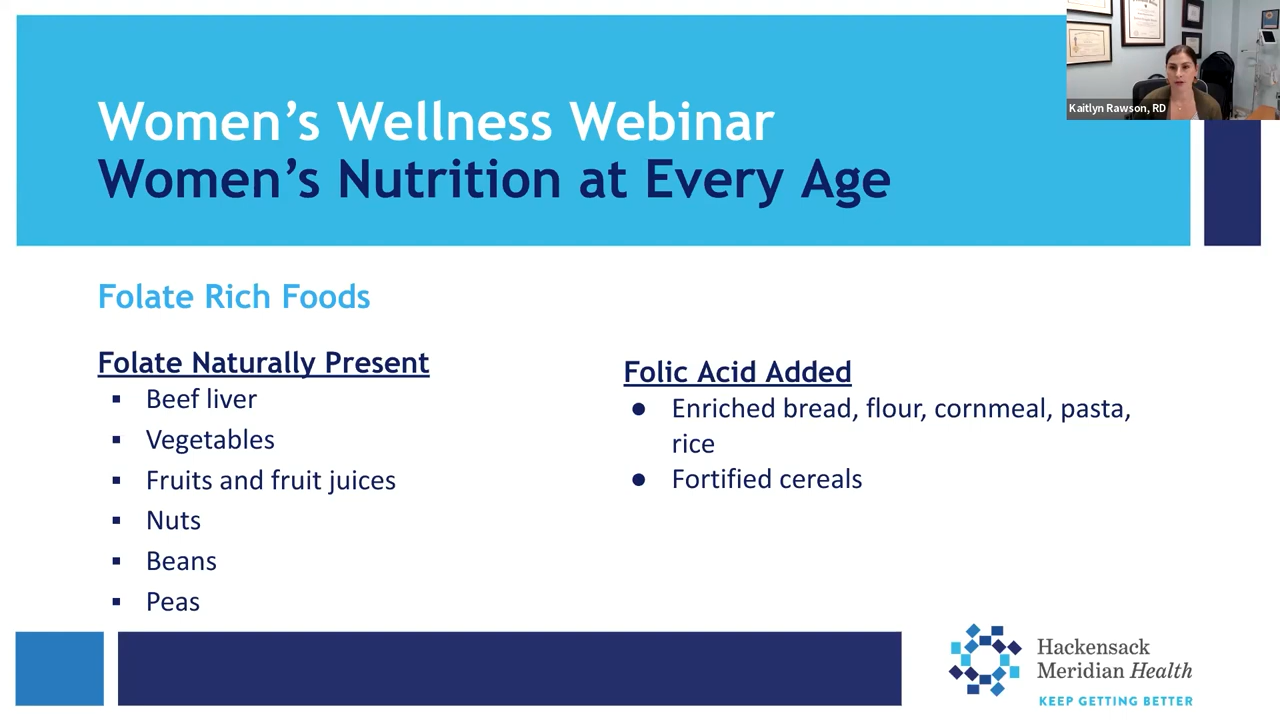 Women’s Wellness Webinar
Women’s Nutrition at Every Age
Kaitlyn Rawson, RD
Folate Rich Foods
Folate Naturally Present
▪ Beef liver
▪ Vegetables
▪ Fruits and fruit juices
▪ Nuts
▪ Beans
▪ Peas
Folic Acid Added
● Enriched bread, flour, cornmeal, pasta,
rice
● Fortified cereals
Hackensack
Meridian Health
KEEP GETTING BETTER